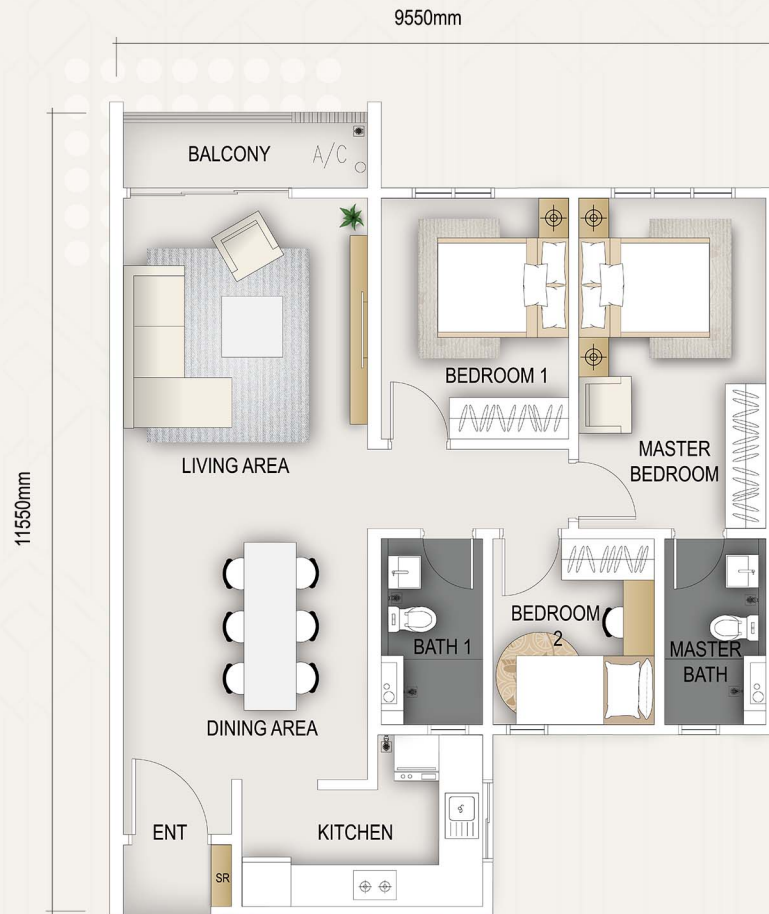 9550mm
BALCONY
A/C
BEDROOM 1
MASTER
BEDROOM
LIVING AREA
11550mm
BEDROOM
2
BATH 1
MASTER
BATH
DINING AREA
ENT
KITCHEN
SR